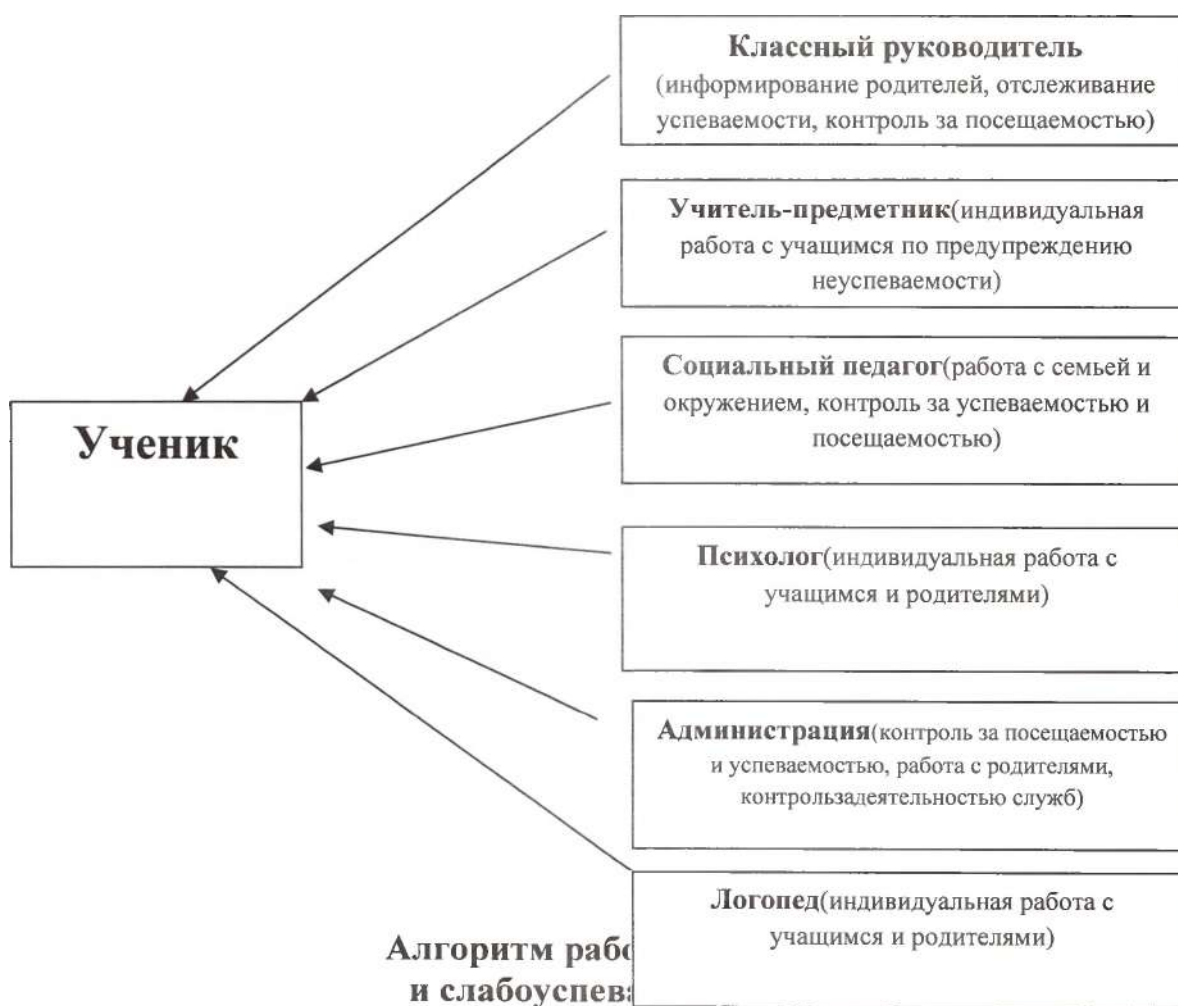 Классный руководитель
(информирование родителей, отслеживание
успеваемости, контроль за посещаемостью)
Учитель-предметник(индивидуальная
работа с учащимся по предупреждению
неуспеваемости)
Социальный педагог(работа с семьей и
окружением, контроль за успеваемостью и
посещаемостью)
Ученик
Психолог(индивидуальная работа с
учащимся и родителями)
Администрация(контроль за посещаемостью
и успеваемостью, работа с родителями,
контрользадеятельностью служб)
Логопед(индивидуальная работа с
учащимся и родителями)
Алгоритм
и